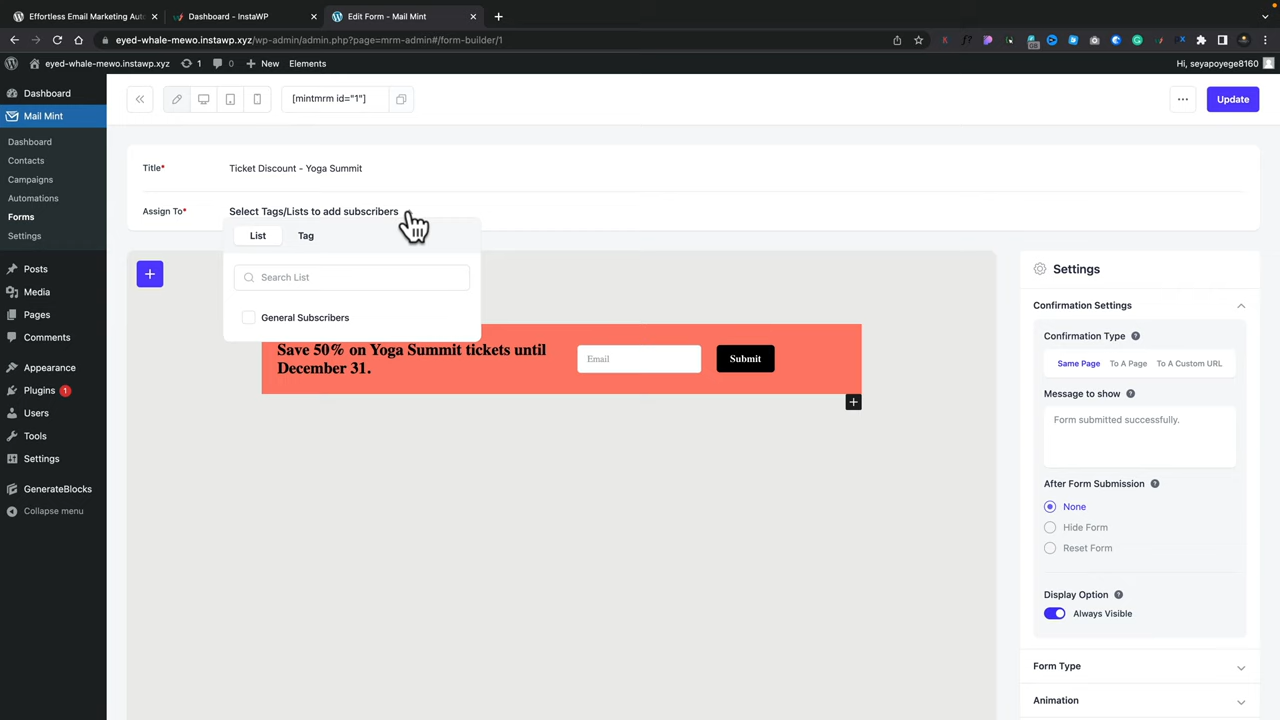 Effortless Email Marketing Auto
Dashboard - InstaWP
Edit Form - Mail Mint
eyed-whale-mewo.instawp.xyz/wp-admin/admin.php?page=mrm-admin#/form-builder/1
eyed-whale-mewo.instawp.xyz
1
0
New
Elements
Hi, seyapoyege8160
Dashboard
Mail Mint
Dashboard
Contacts
Campaigns
Automations
Forms
Settings
Posts
Media
Pages
Comments
Appearance
Plugins 1
Users
Tools
Settings
GenerateBlocks
Collapse menu
[mintmrm id="1"]
Update
Title*
Ticket Discount - Yoga Summit
Assign To*
Select Tags/Lists to add subscribers
List
Tag
Search List
General Subscribers
Save 50% on Yoga Summit tickets until
December 31.
Email
Submit
Settings
Confirmation Settings
Confirmation Type ?
Same Page
To A Page
To A Custom URL
Message to show ?
Form submitted successfully.
After Form Submission ?
None
Hide Form
Reset Form
Display Option ?
Always Visible
Form Type
Animation